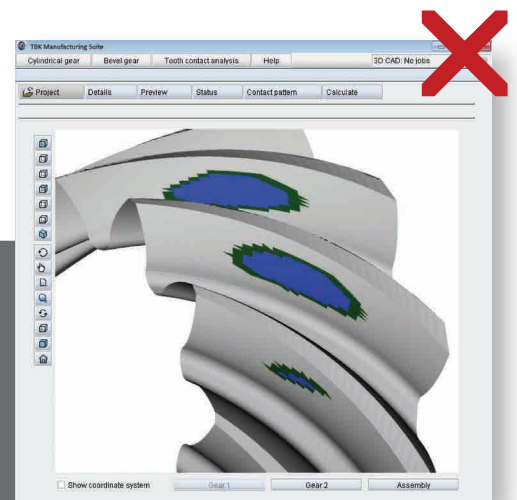 TBK Manufacturing Suite
Cylindrical gear Bevel gear Tooth contact analysis Help 3D CAD: No jobs
Project Details Preview Status Contact pattern Calculate
Show coordinate system Gear 1 Gear 2 Assembly